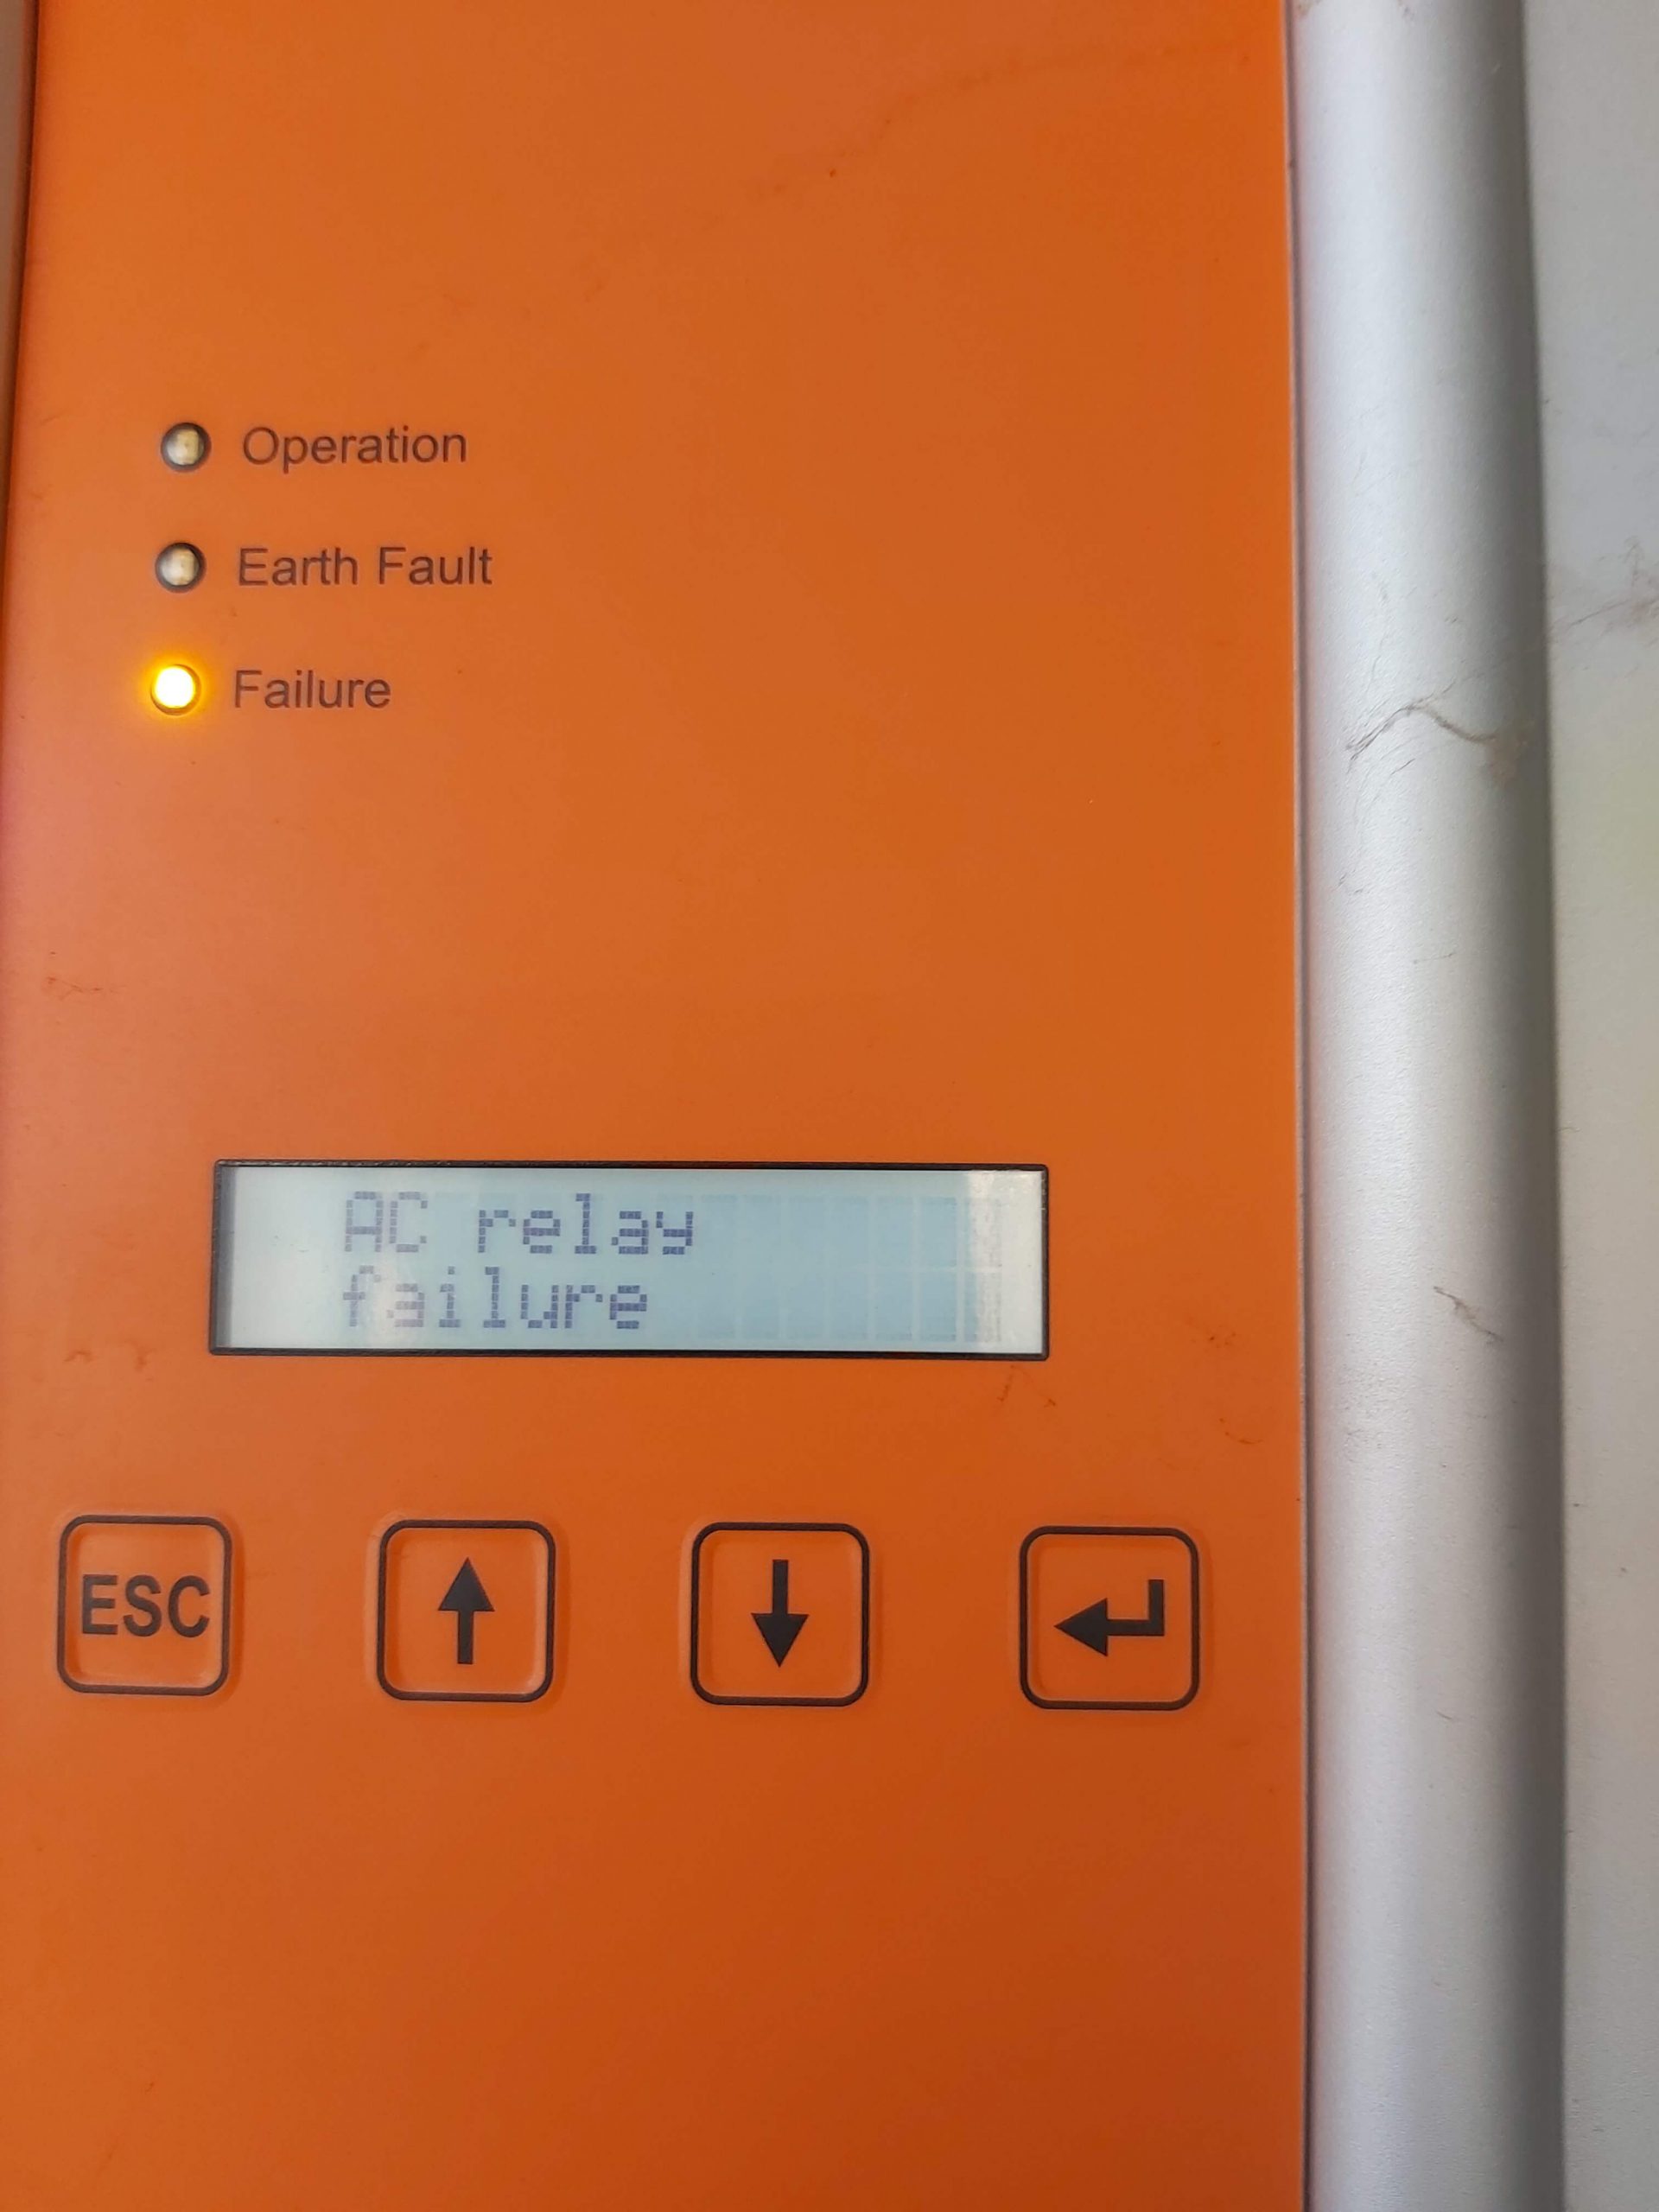 Operation
Earth Fault
Failure
AC relay
failure
ESC